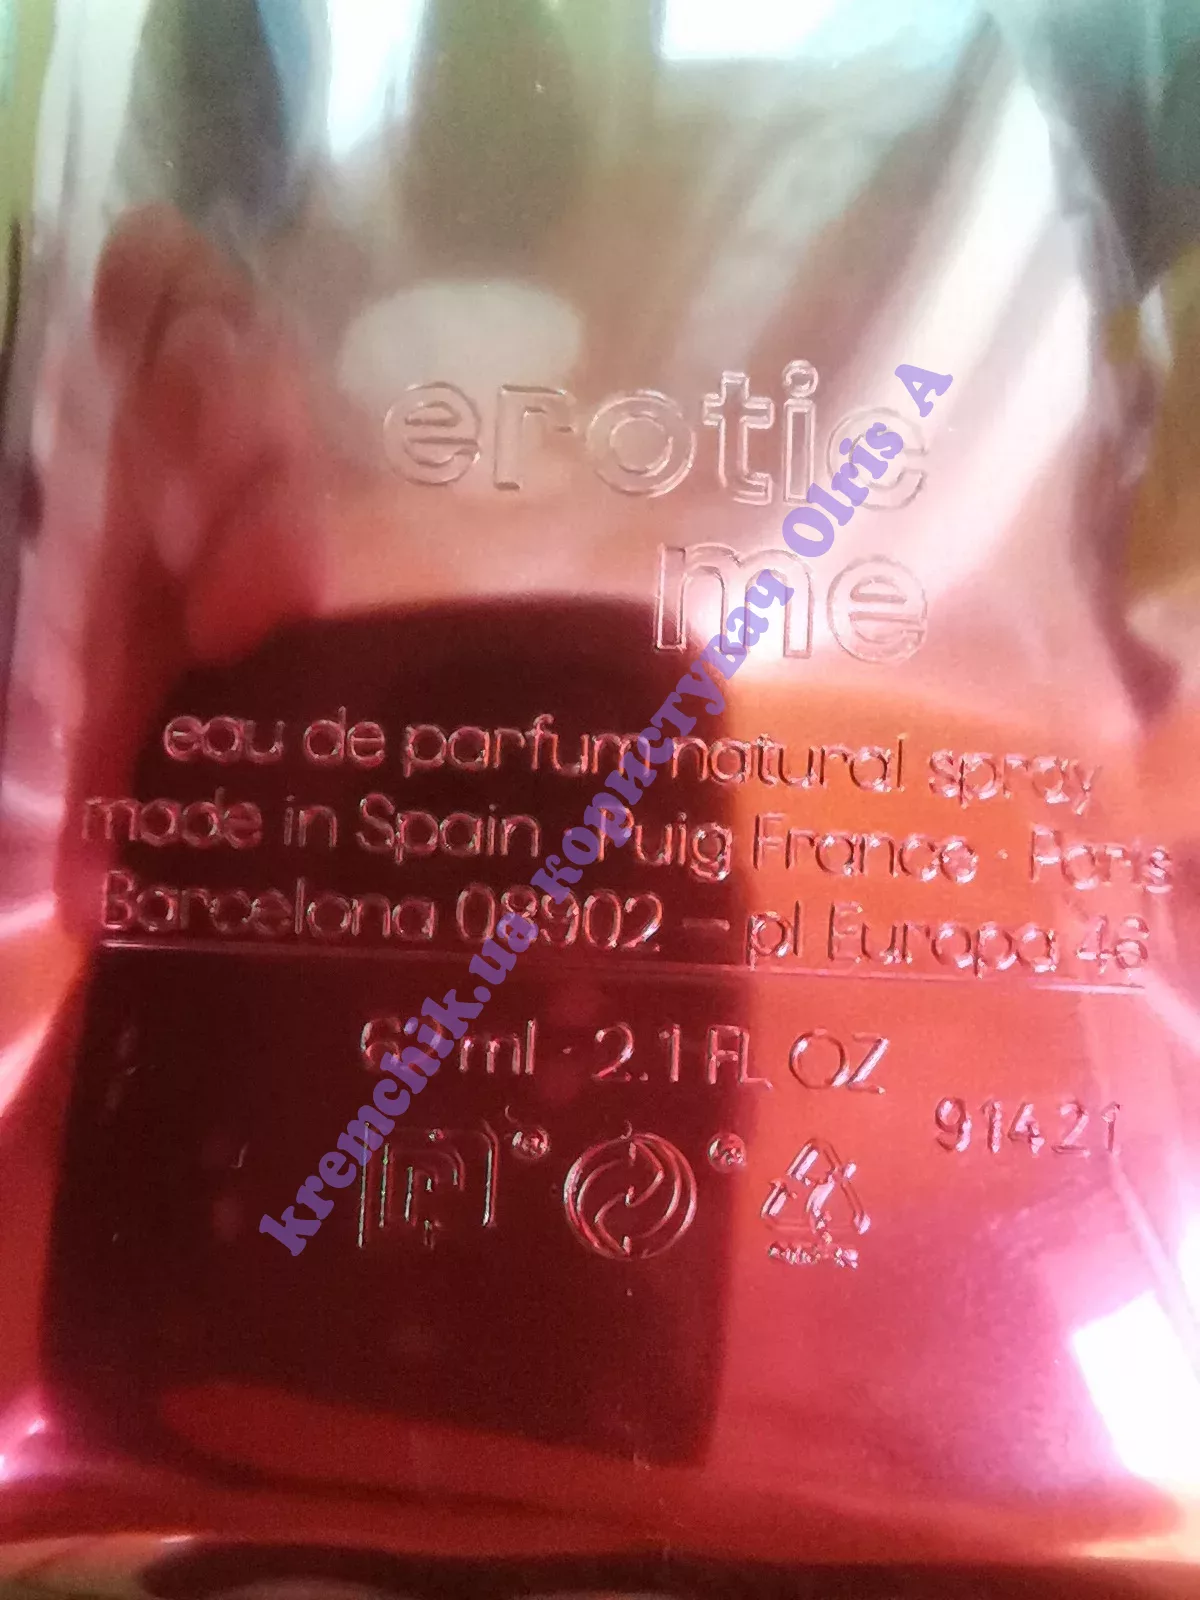 erotic
me
eau de parfum natural spray
made in Spain · Puig France · Paris
Barcelona 08902 – pl Europa 46
ml · 2.1 FL OZ
91421
kremchik.ua користувач Olris A